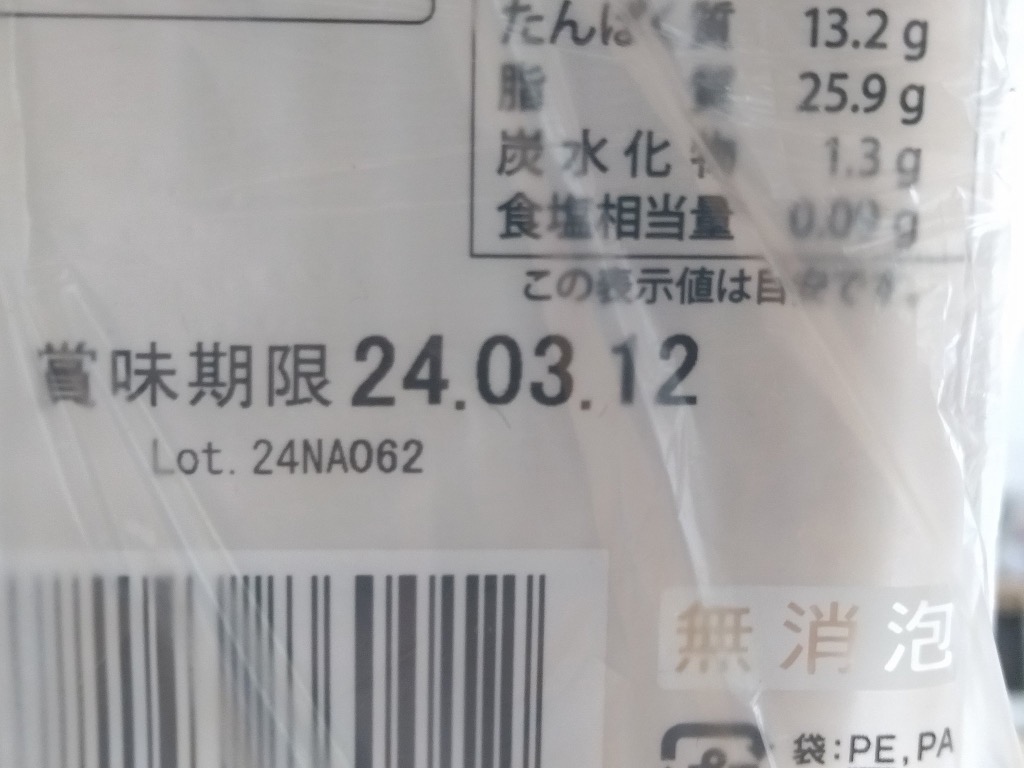 たんぱく質 13.2 g
脂質 25.9 g
炭水化物 1.3 g
食塩相当量 0.09 g
この表示値は目安です。
賞味期限 24.03.12
Lot. 24NA062
無消泡
袋:PE,PA